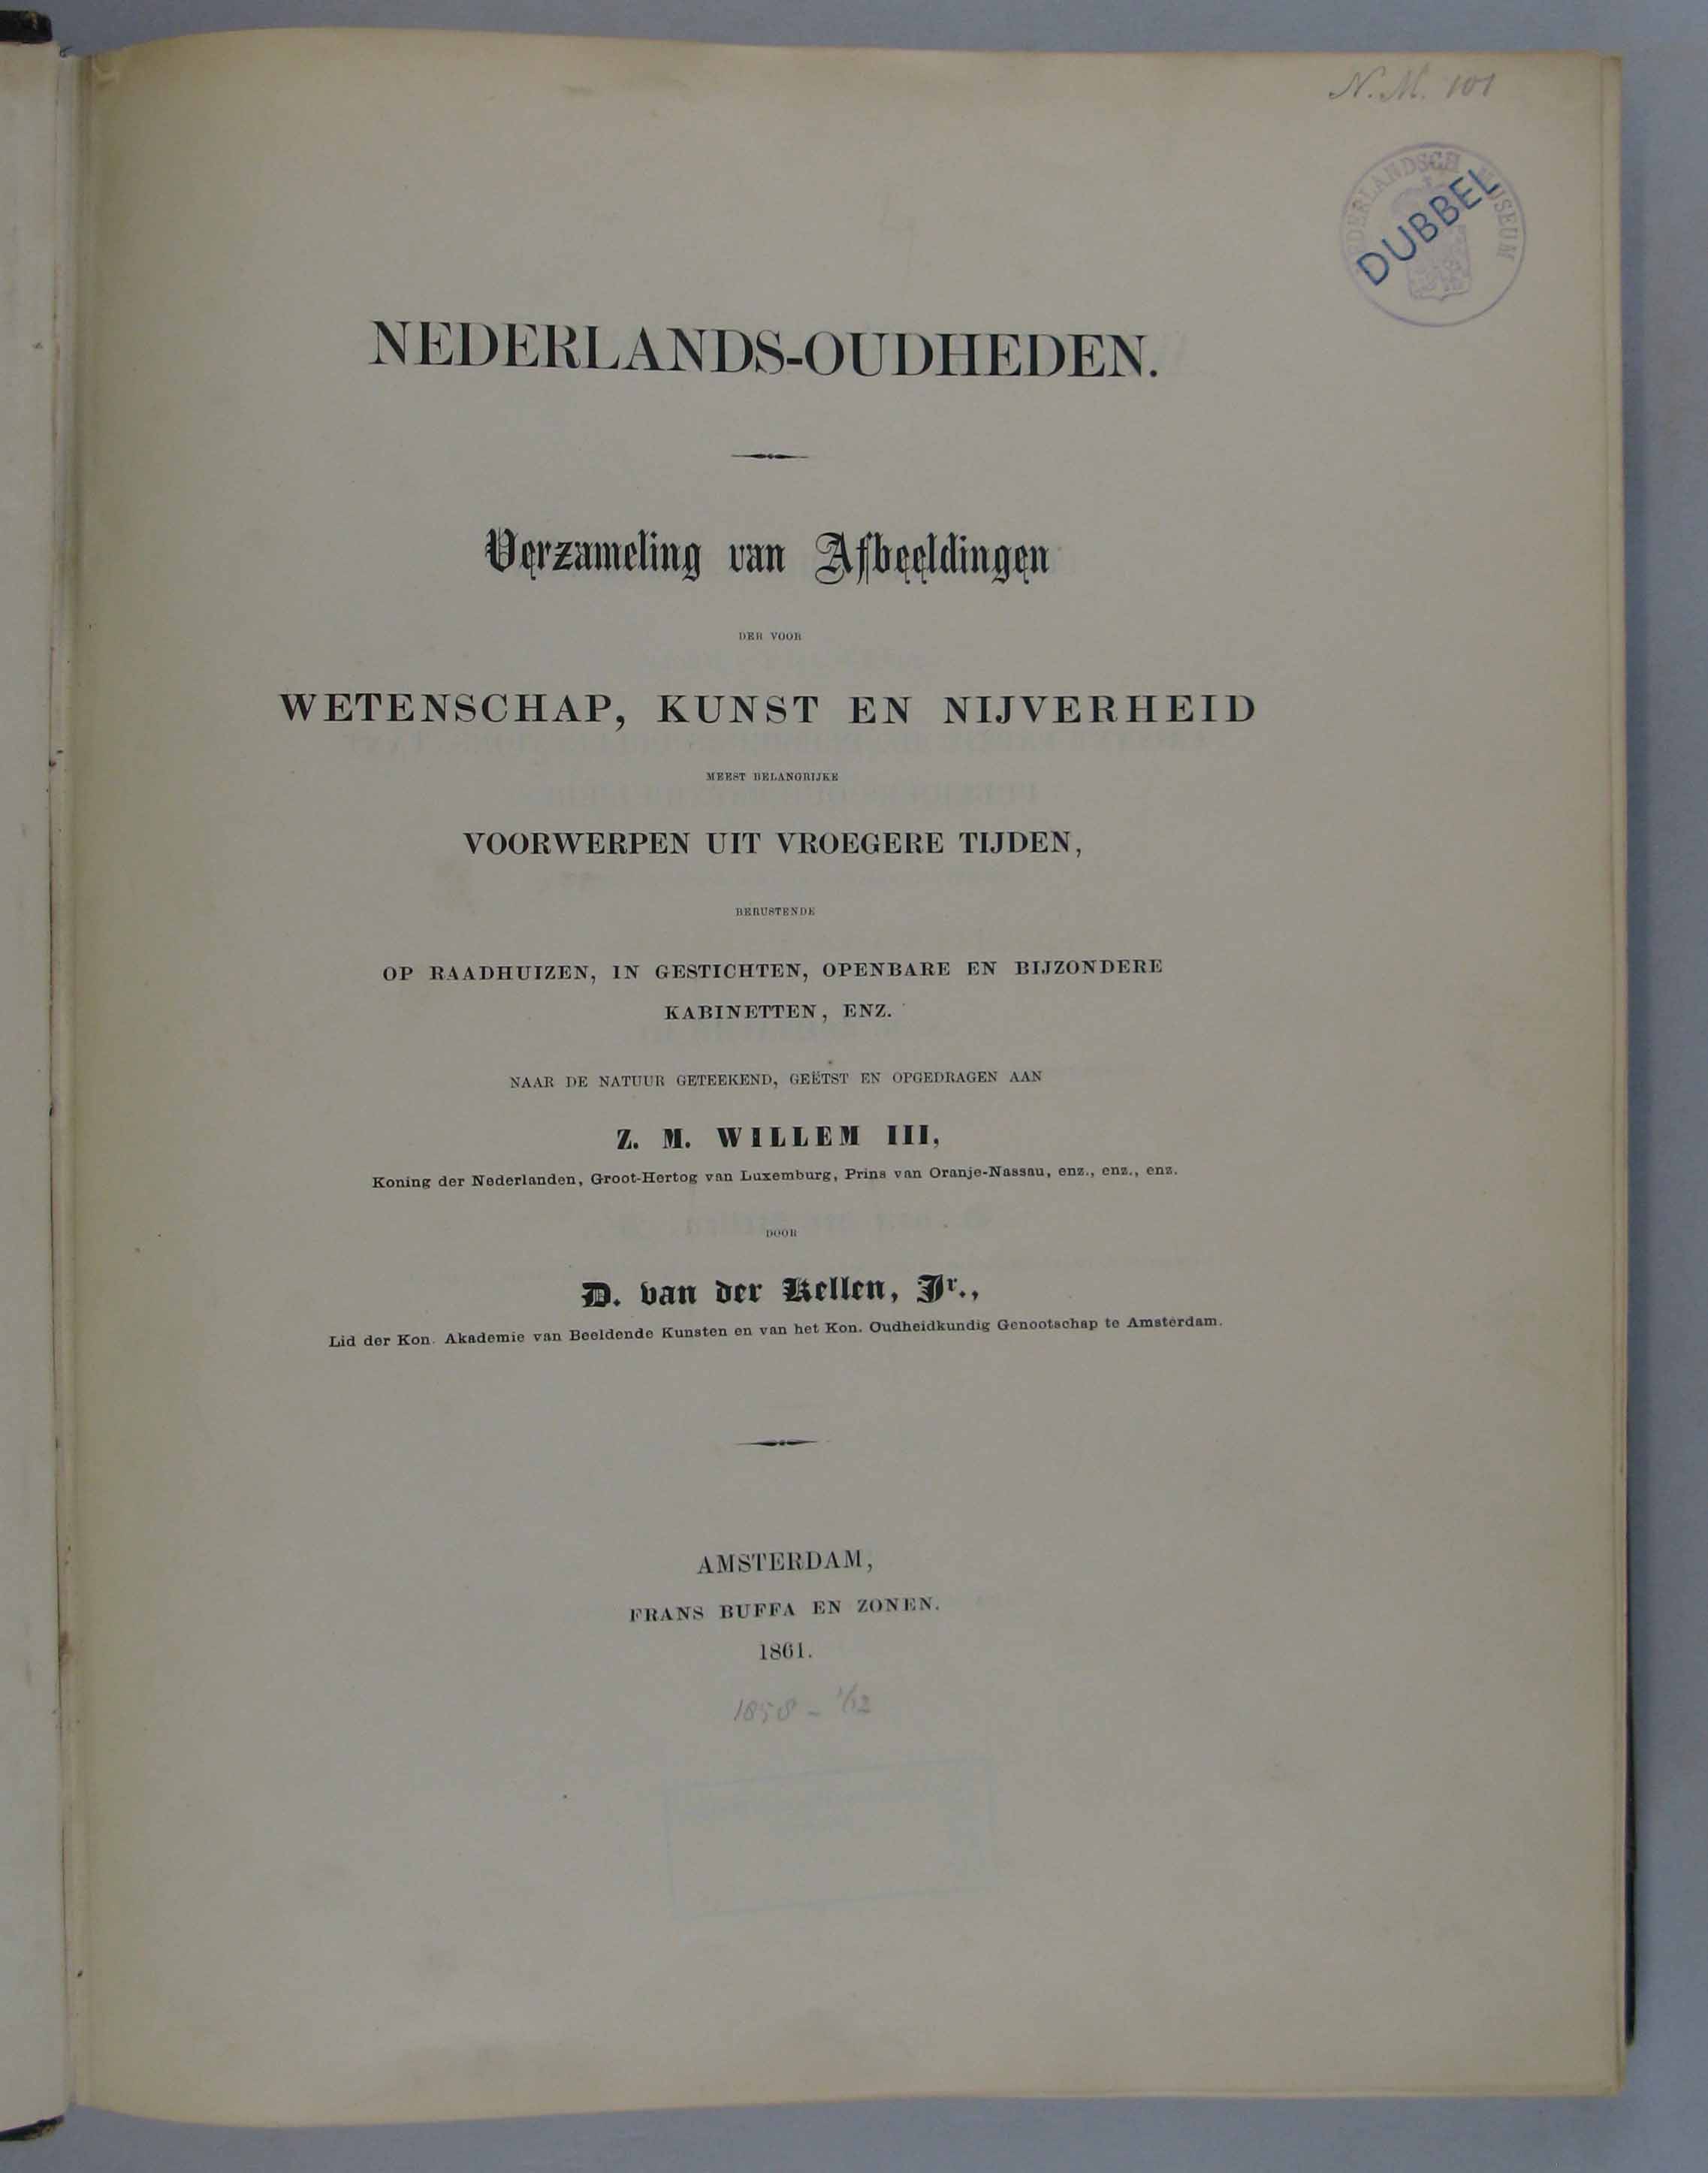 N. M. 101
NEDERLANDSCH MUSEUM
DUBBEL
NEDERLANDS-OUDHEDEN.
Verzameling van Afbeeldingen
DER VOOR
WETENSCHAP, KUNST EN NIJVERHEID
MEEST BELANGRIJKE
VOORWERPEN UIT VROEGERE TIJDEN,
BERUSTENDE
OP RAADHUIZEN, IN GESTICHTEN, OPENBARE EN BIJZONDERE
KABINETTEN, ENZ.
NAAR DE NATUUR GETEEKEND, GEËTST EN OPGEDRAGEN AAN
Z. M. WILLEM III,
Koning der Nederlanden, Groot-Hertog van Luxemburg, Prins van Oranje-Nassau, enz., enz., enz.
DOOR
D. van der Kellen, Jr.,
Lid der Kon. Akademie van Beeldende Kunsten en van het Kon. Oudheidkundig Genootschap te Amsterdam.
AMSTERDAM,
FRANS BUFFA EN ZONEN.
1861.
1858 - 1/12